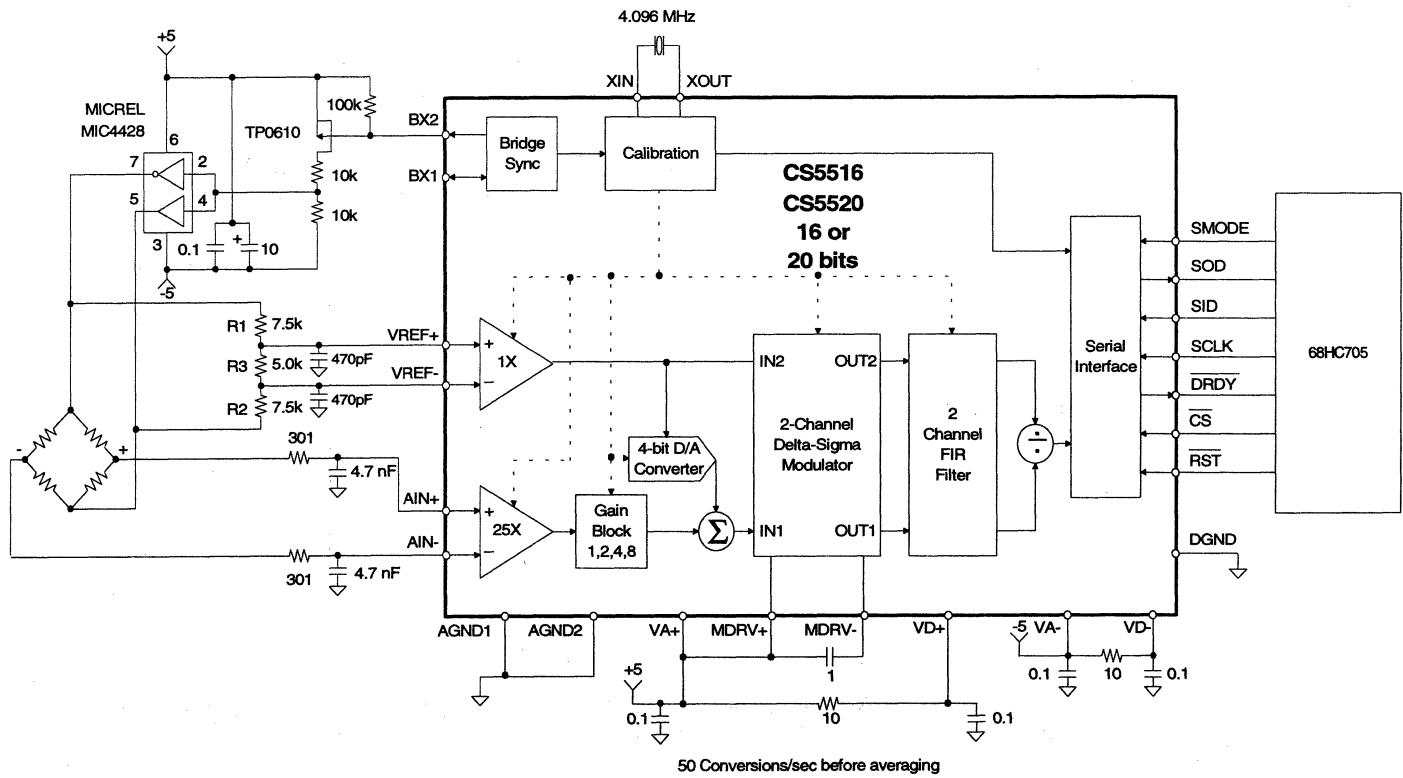 4.096 MHz
+5
XIN
XOUT
MICREL
MIC4428
100k
TP0610
BX2
6
7
2
10k
5
4
10k
3
0.1
+
10
-5
BX1
Bridge
Sync
Calibration
CS5516
CS5520
16 or
20 bits
SMODE
SOD
SID
SCLK
DRDY
CS
RST
DGND
Serial
Interface
68HC705
R1
7.5k
VREF+
470pF
R3
5.0k
VREF-
R2
7.5k
470pF
+
1X
−
IN2
OUT2
2-Channel
Delta-Sigma
Modulator
IN1
OUT1
2
Channel
FIR
Filter
÷
4-bit D/A
Converter
-
+
301
4.7 nF
AIN+
+
25X
−
Gain
Block
1,2,4,8
Σ
AIN-
301
4.7 nF
AGND1
AGND2
VA+
MDRV+
MDRV-
VD+
-5
VA-
VD-
1
0.1
10
0.1
+5
0.1
10
0.1
50 Conversions/sec before averaging